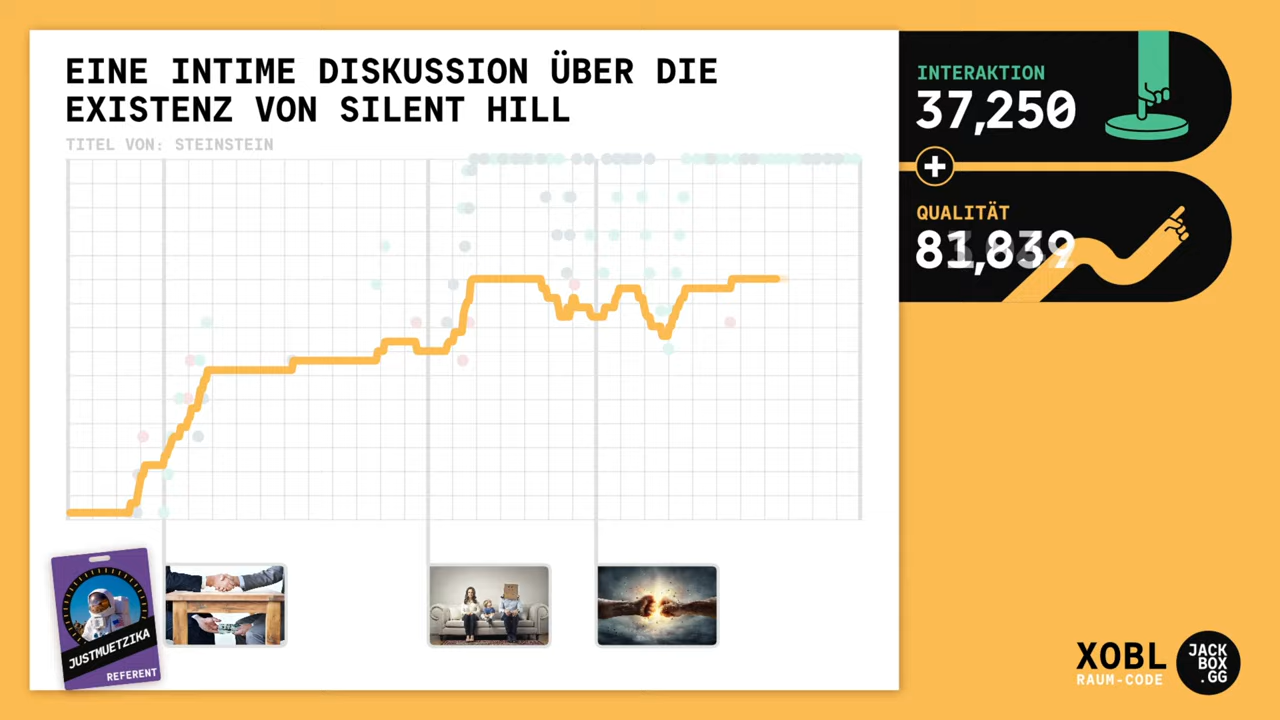 EINE INTIME DISKUSSION ÜBER DIE
EXISTENZ VON SILENT HILL
TITEL VON: STEINSTEIN
INTERAKTION
37,250
+
QUALITÄT
81,839
JUSTMUETZIKA
REFERENT
XOBL
RAUM-CODE
JACK
BOX
.GG